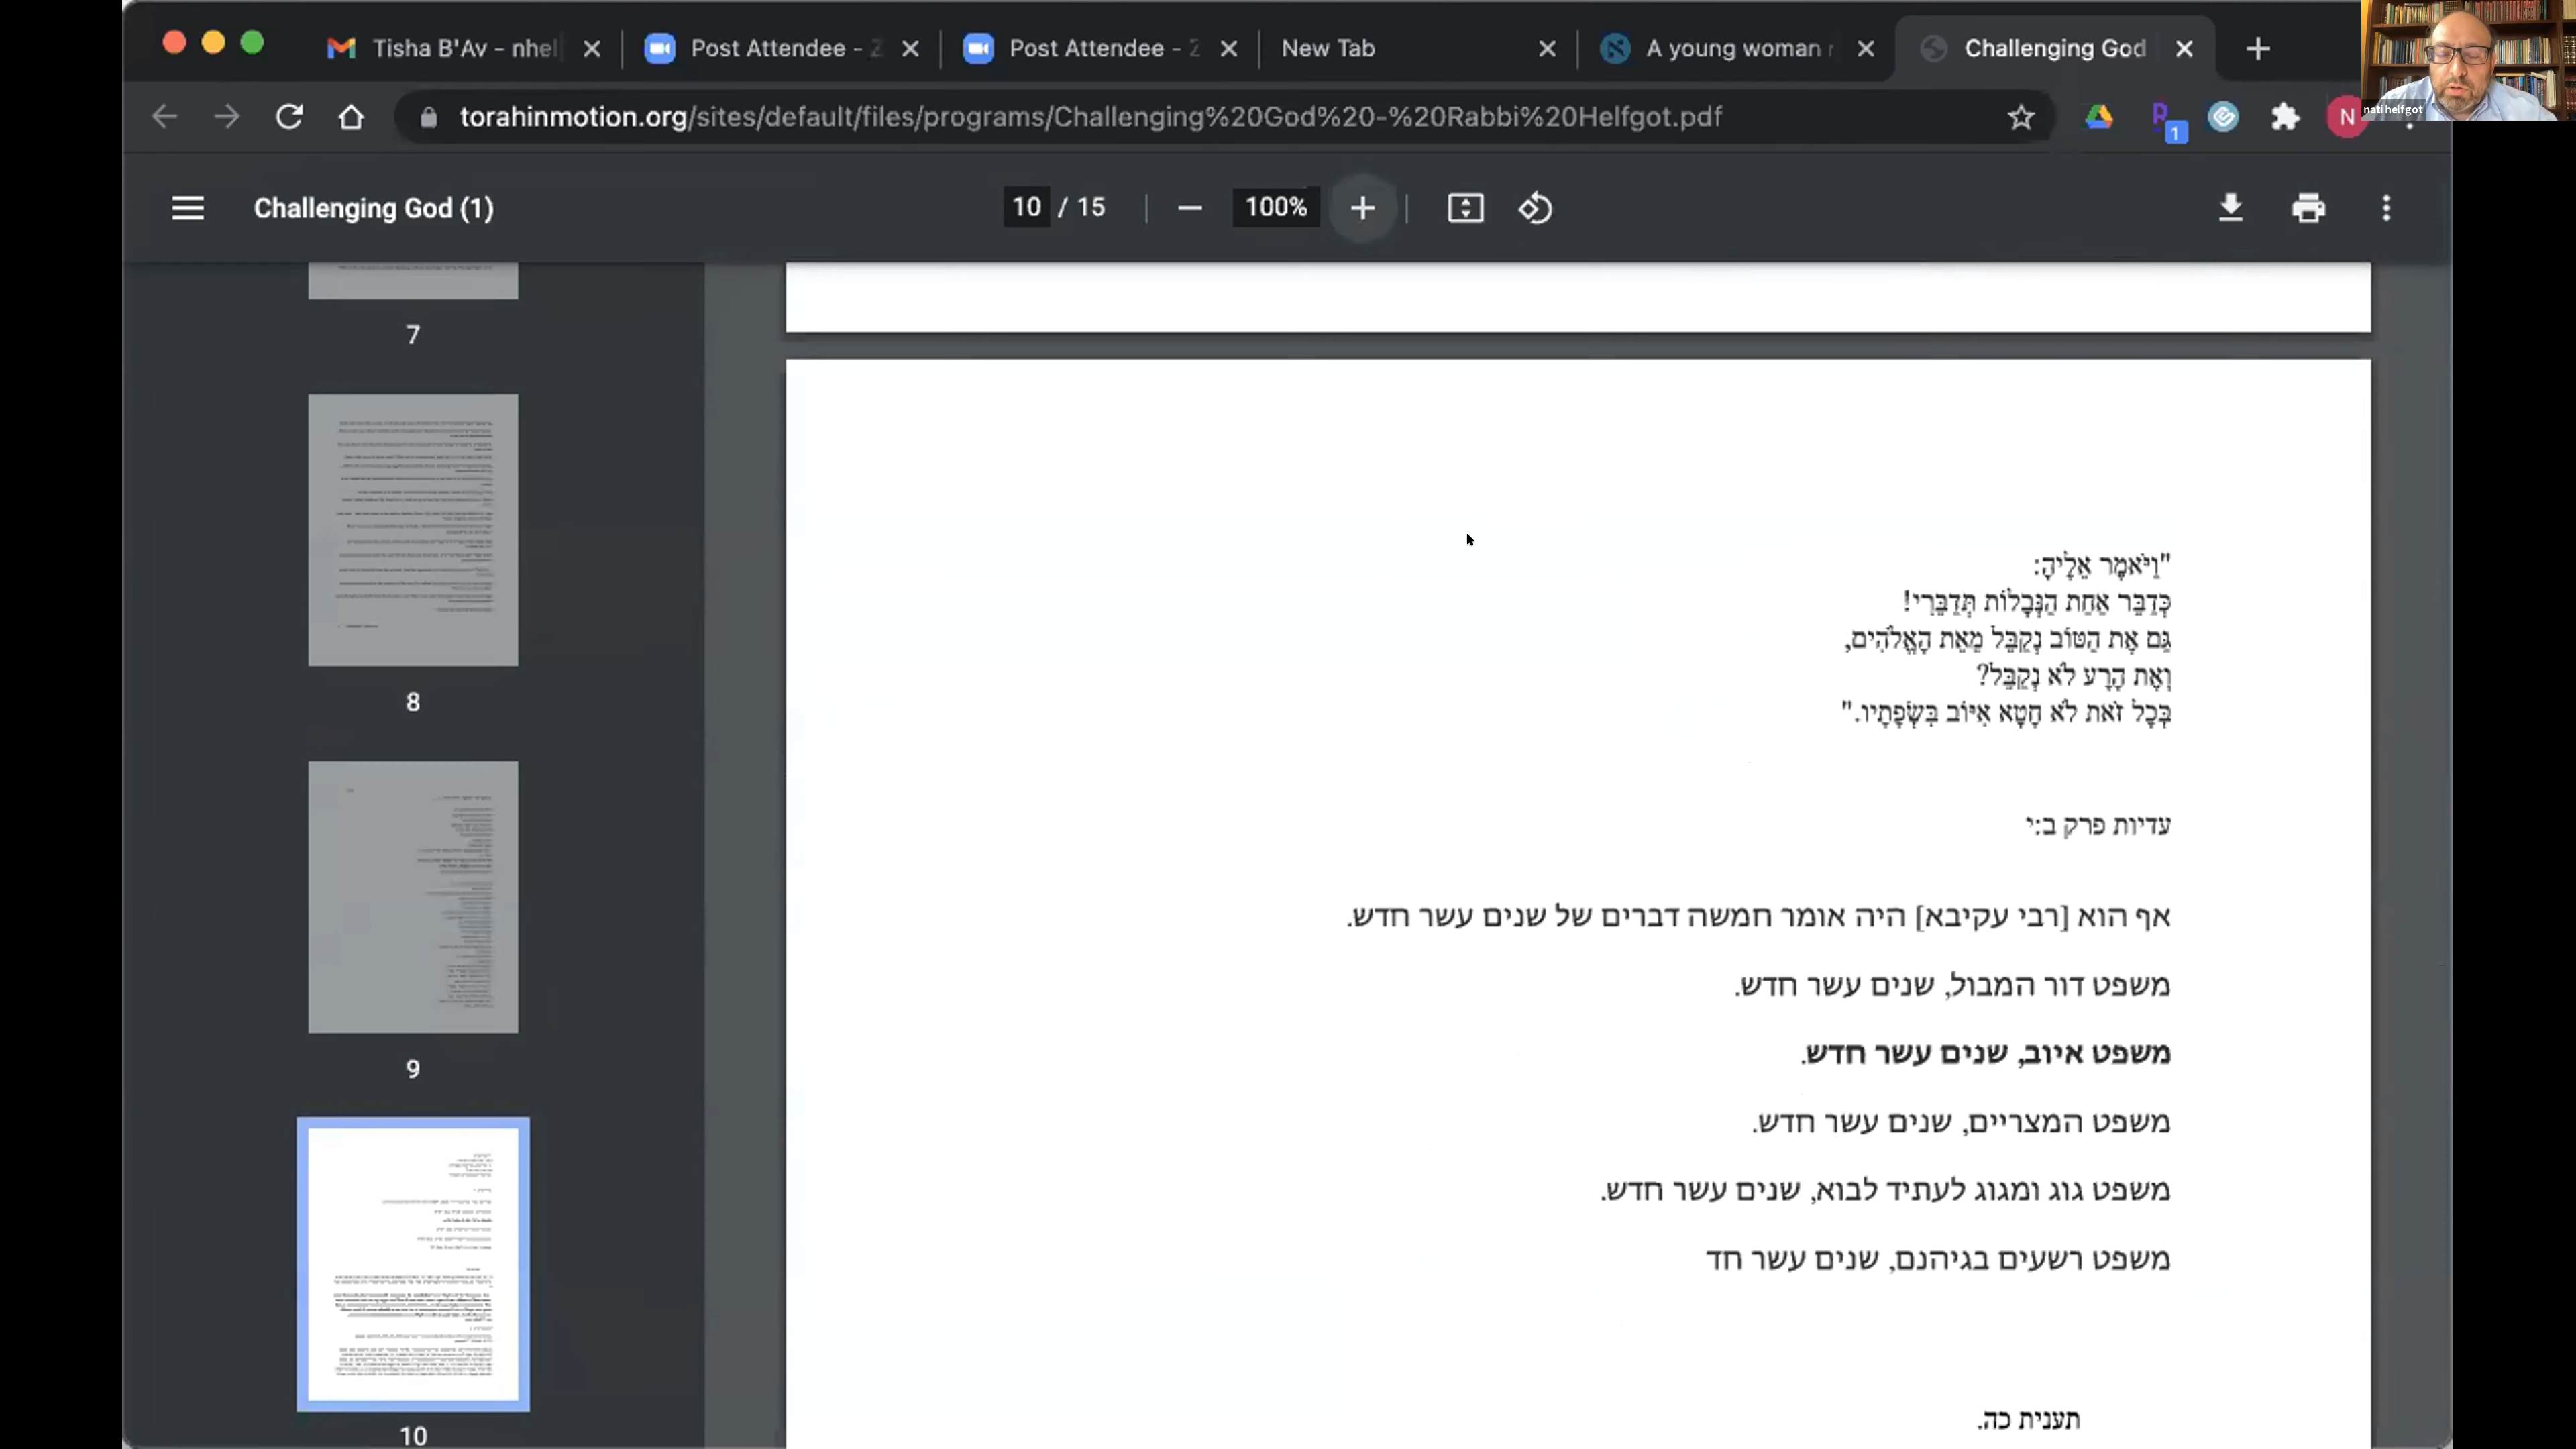 Tisha B'Av – nhel
Post Attendee - Z
Post Attendee - Z
New Tab
A young woman
Challenging God
torahinmotion.org/sites/default/files/programs/Challenging%20God%20-%20Rabbi%20Helfgot.pdf
1
N
nati helfgot
Challenging God (1)
10 / 15
100%
7
8
9
10
"וַיֹּאמֶר אֵלֶיהָ:
כְּדַבֵּר אַחַת הַנְּבָלוֹת תְּדַבֵּרִי!
גַּם אֶת הַטּוֹב נְקַבֵּל מֵאֵת הָאֱלֹהִים,
וְאֶת הָרָע לֹא נְקַבֵּל?
בְּכָל זֹאת לֹא חָטָא אִיּוֹב בִּשְׂפָתָיו."
עדיות פרק ב:י
אף הוא [רבי עקיבא] היה אומר חמשה דברים של שנים עשר חדש.
משפט דור המבול, שנים עשר חדש.
משפט איוב, שנים עשר חדש.
משפט המצריים, שנים עשר חדש.
משפט גוג ומגוג לעתיד לבוא, שנים עשר חדש.
משפט רשעים בגיהנם, שנים עשר חד
תענית כה.